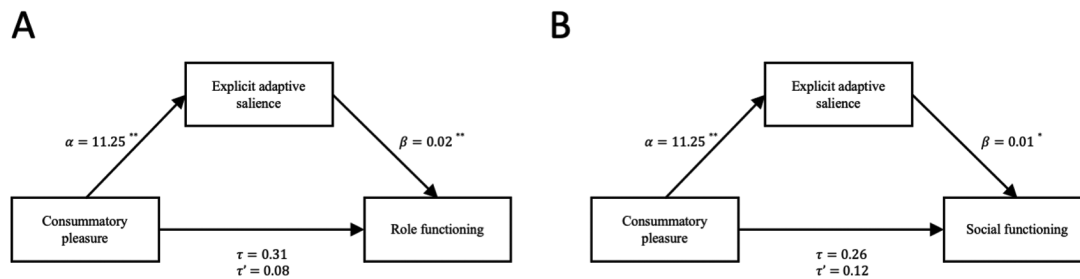 A
Explicit adaptive
salience
α = 11.25 **
β = 0.02 **
Consummatory
pleasure
Role functioning
τ = 0.31
τ' = 0.08
B
Explicit adaptive
salience
α = 11.25 **
β = 0.01 *
Consummatory
pleasure
Social functioning
τ = 0.26
τ' = 0.12